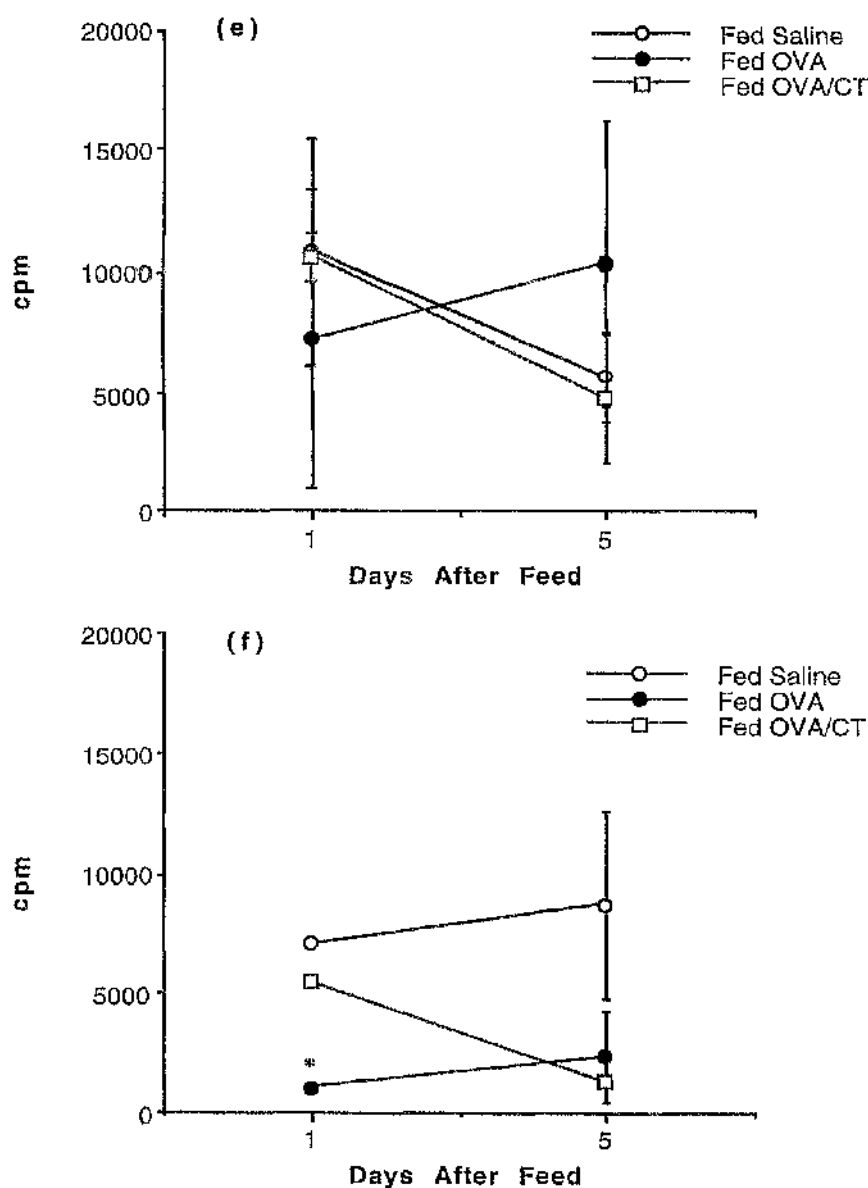 (e)
Fed Saline
Fed OVA
Fed OVA/CT
20000
15000
10000
5000
0
cpm
1
5
Days After Feed
(f)
Fed Saline
Fed OVA
Fed OVA/CT
20000
15000
10000
5000
0
cpm
*
1
5
Days After Feed